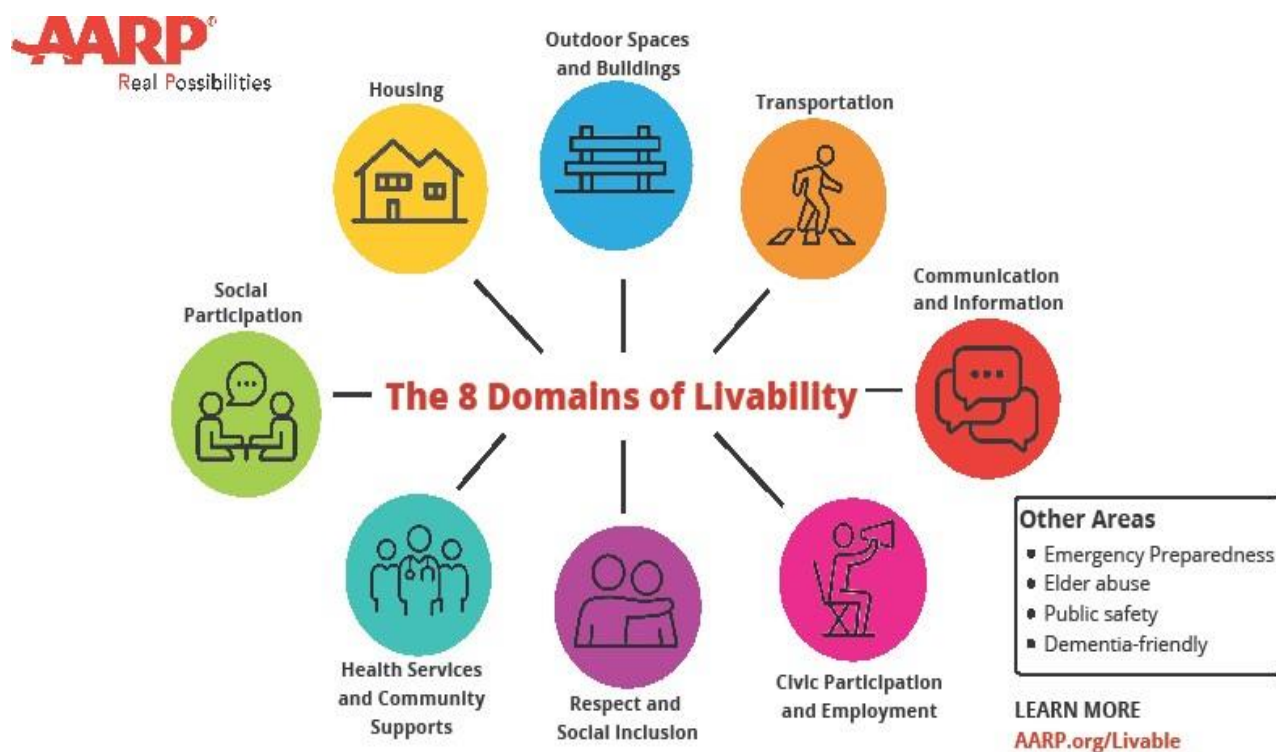 AARP®
Real Possibilities
Housing
Outdoor Spaces
and Buildings
Transportation
Communication
and Information
Social
Participation
The 8 Domains of Livability
Health Services
and Community
Supports
Respect and
Social Inclusion
Civic Participation
and Employment
Other Areas
• Emergency Preparedness
• Elder abuse
• Public safety
• Dementia-friendly
LEARN MORE
AARP.org/Livable